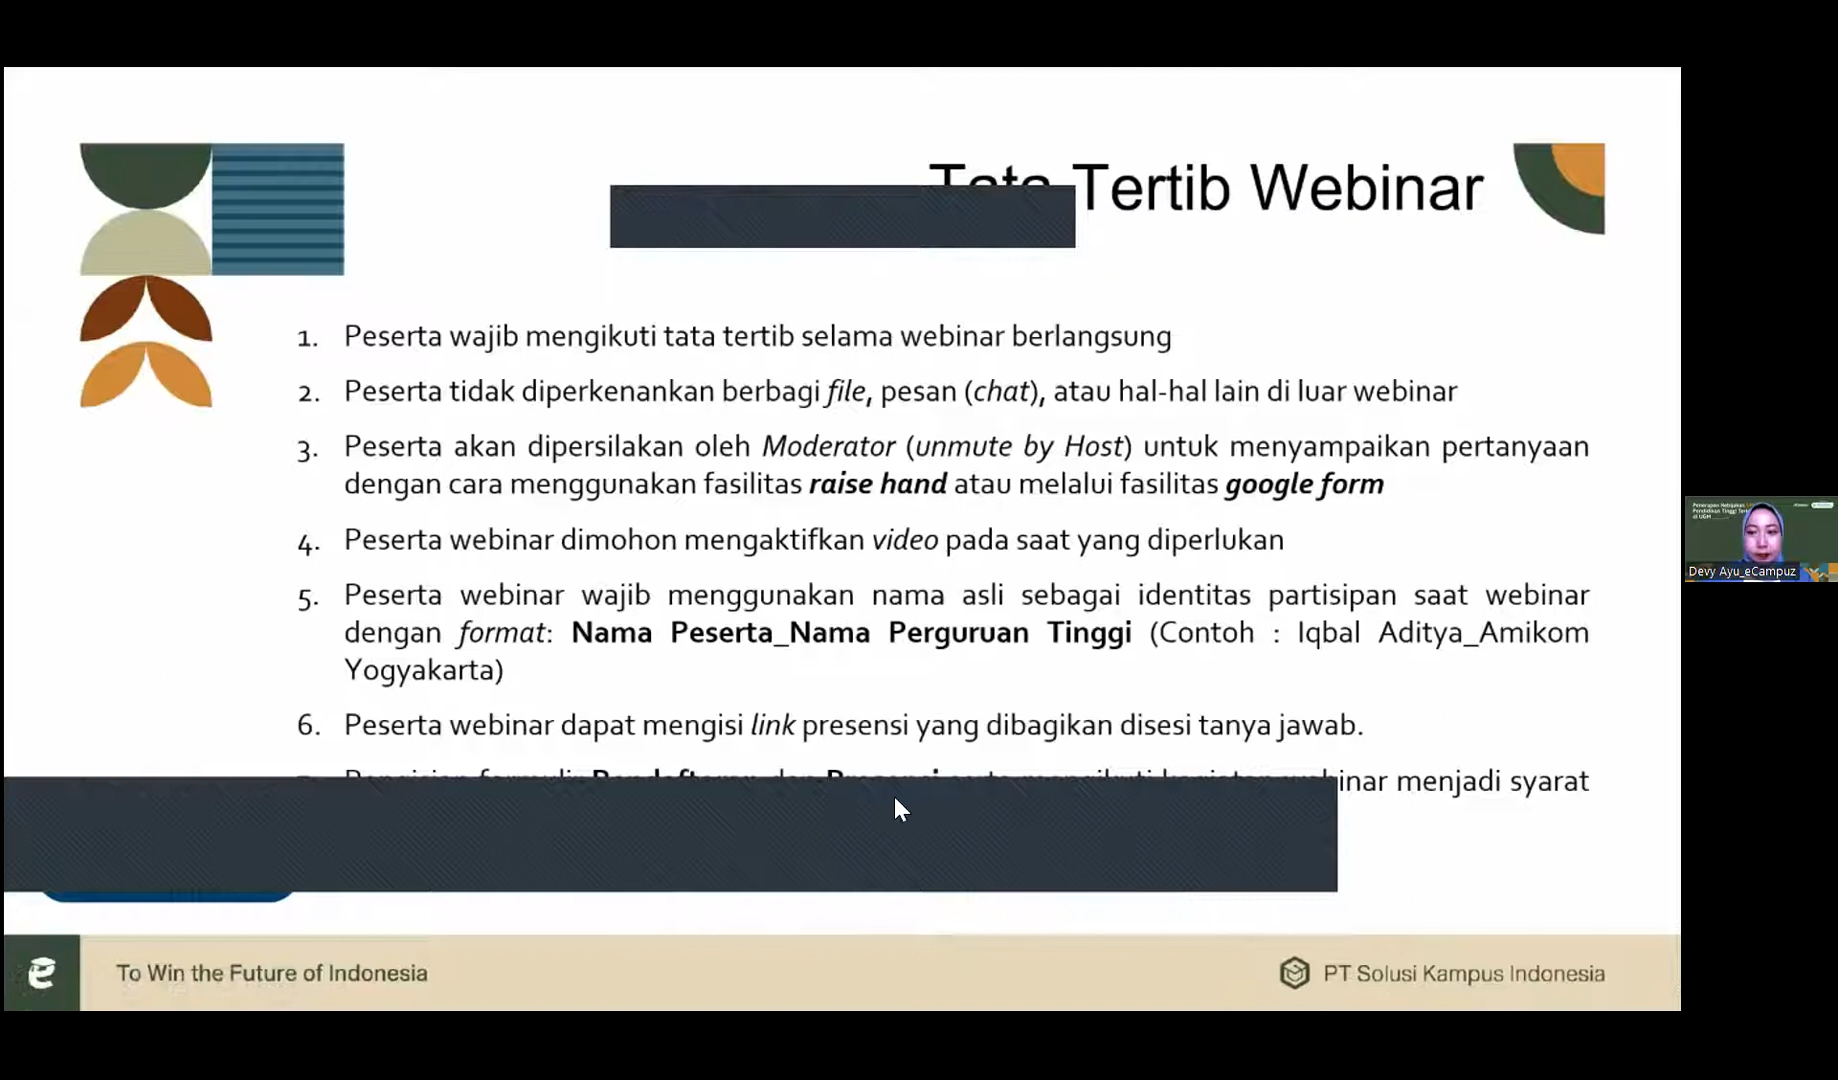 Tata Tertib Webinar
1. Peserta wajib mengikuti tata tertib selama webinar berlangsung
2. Peserta tidak diperkenankan berbagi file, pesan (chat), atau hal-hal lain di luar webinar
3. Peserta akan dipersilakan oleh Moderator (unmute by Host) untuk menyampaikan pertanyaan
dengan cara menggunakan fasilitas raise hand atau melalui fasilitas google form
4. Peserta webinar dimohon mengaktifkan video pada saat yang diperlukan
5. Peserta webinar wajib menggunakan nama asli sebagai identitas partisipan saat webinar
dengan format: Nama Peserta_Nama Perguruan Tinggi (Contoh : Iqbal Aditya_Amikom
Yogyakarta)
6. Peserta webinar dapat mengisi link presensi yang dibagikan disesi tanya jawab.
menjadi syarat
To Win the Future of Indonesia
PT Solusi Kampus Indonesia
Devy Ayu_eCampuz